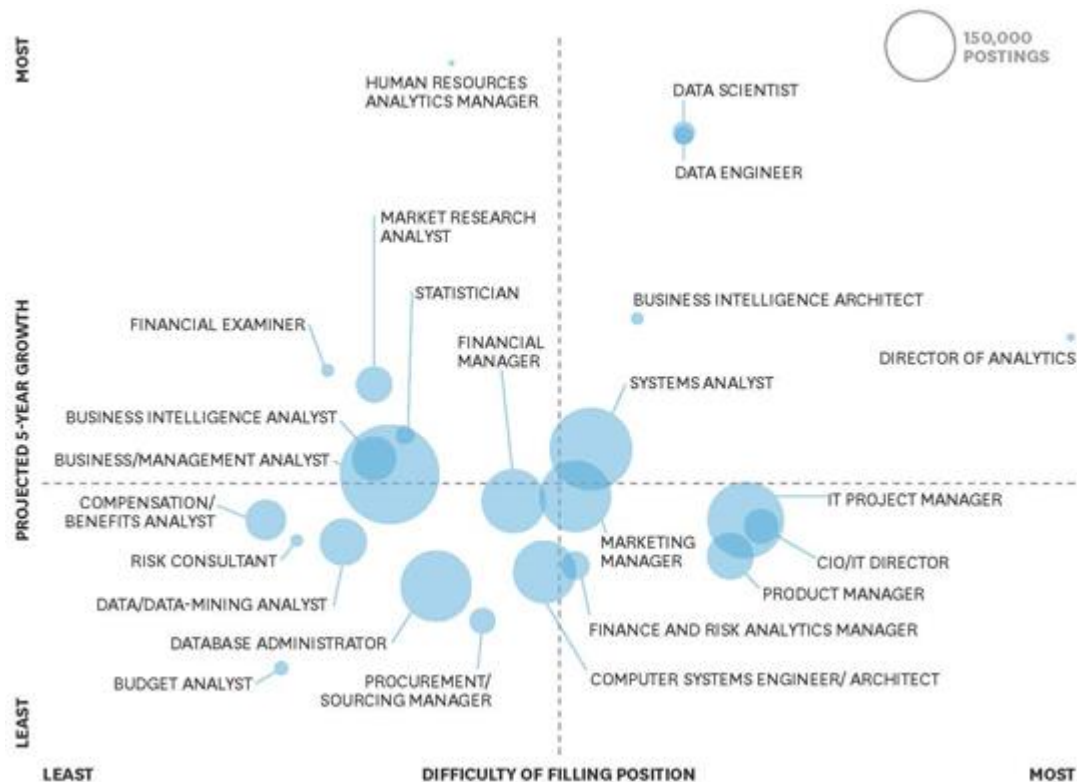 MOST
150,000
POSTINGS
HUMAN RESOURCES
ANALYTICS MANAGER
DATA SCIENTIST
DATA ENGINEER
MARKET RESEARCH
ANALYST
STATISTICIAN
BUSINESS INTELLIGENCE ARCHITECT
FINANCIAL EXAMINER
FINANCIAL
MANAGER
DIRECTOR OF ANALYTICS
SYSTEMS ANALYST
BUSINESS INTELLIGENCE ANALYST
BUSINESS/MANAGEMENT ANALYST
PROJECTED 5-YEAR GROWTH
COMPENSATION/
BENEFITS ANALYST
IT PROJECT MANAGER
RISK CONSULTANT
MARKETING
MANAGER
CIO/IT DIRECTOR
PRODUCT MANAGER
DATA/DATA-MINING ANALYST
FINANCE AND RISK ANALYTICS MANAGER
DATABASE ADMINISTRATOR
BUDGET ANALYST
PROCUREMENT/
SOURCING MANAGER
COMPUTER SYSTEMS ENGINEER/ ARCHITECT
LEAST
LEAST
DIFFICULTY OF FILLING POSITION
MOST